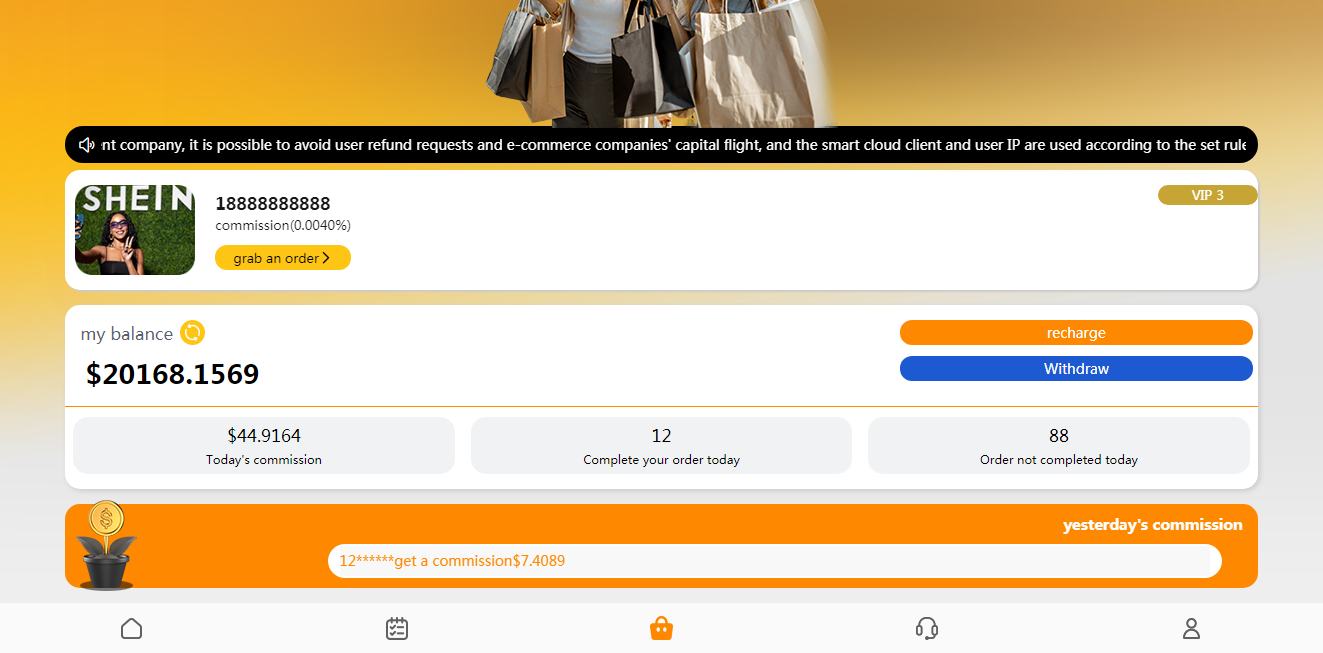 nt company, it is possible to avoid user refund requests and e-commerce companies' capital flight, and the smart cloud client and user IP are used according to the set rule
SHEIN
18888888888
VIP 3
commission(0.0040%)
grab an order
my balance
recharge
$20168.1569
Withdraw
$44.9164
Today's commission
12
Complete your order today
88
Order not completed today
yesterday's commission
12******get a commission$7.4089